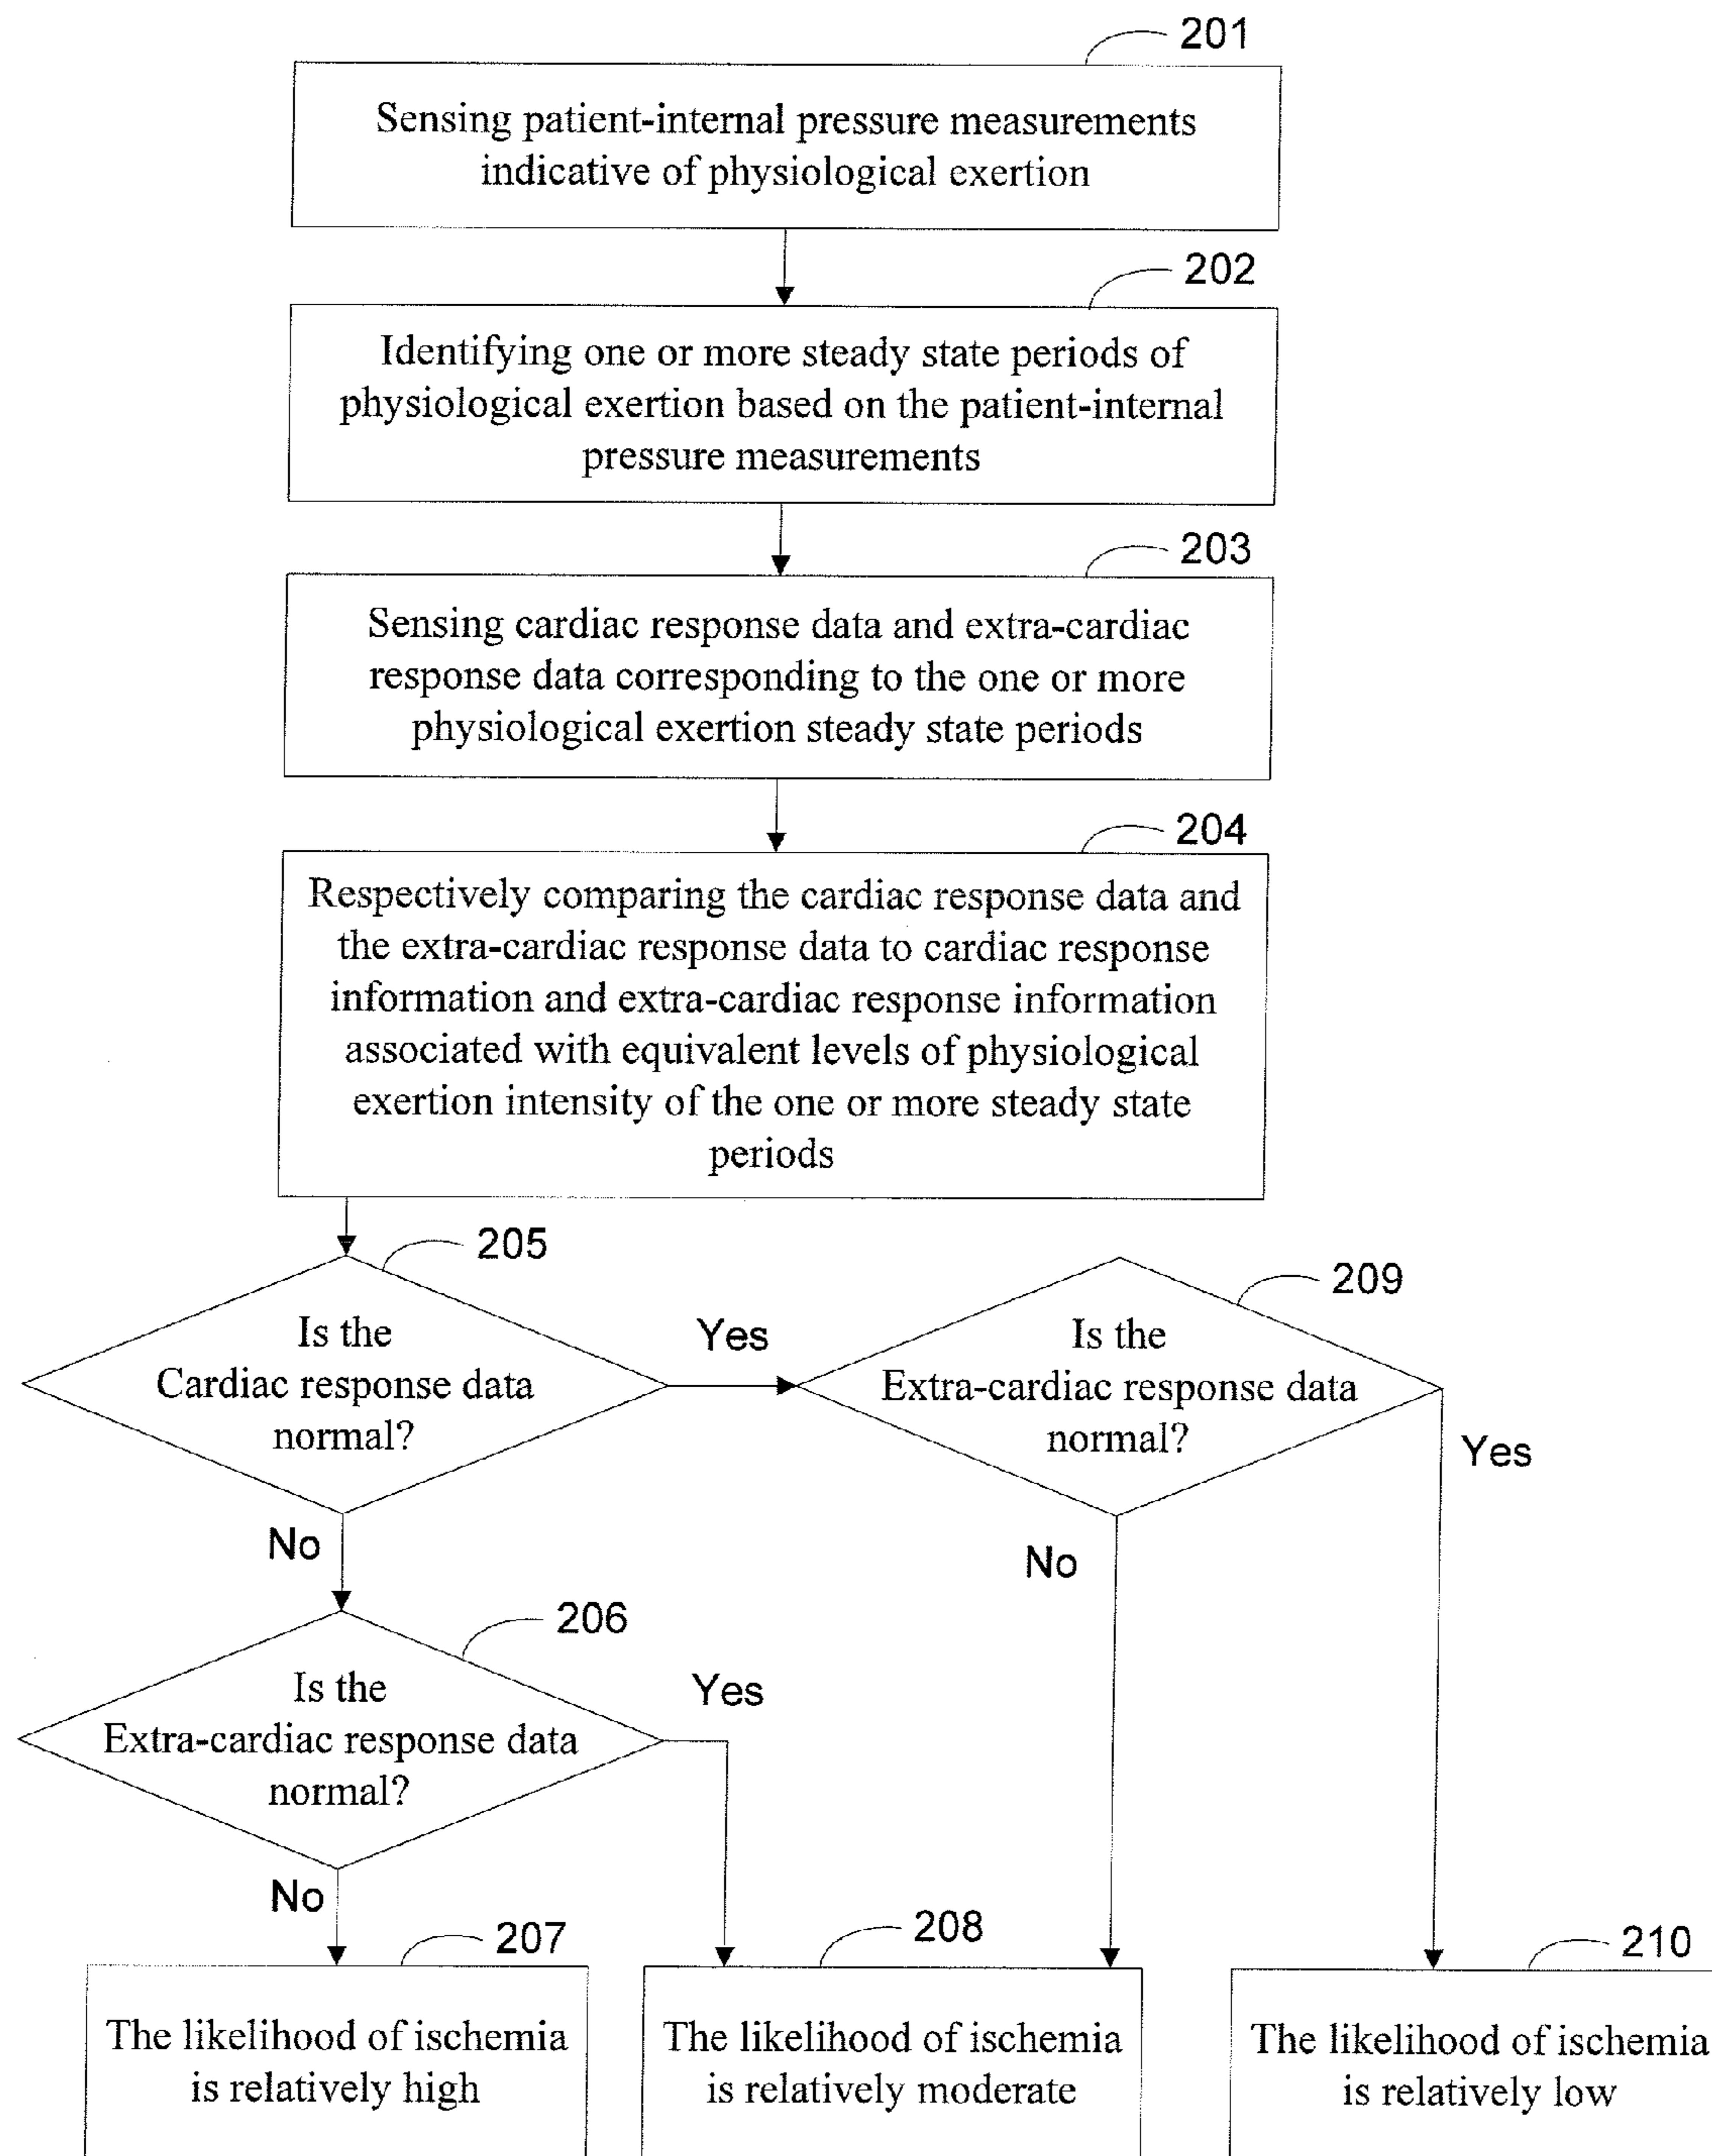 201
Sensing patient-internal pressure measurements
indicative of physiological exertion
202
Identifying one or more steady state periods of
physiological exertion based on the patient-internal
pressure measurements
203
Sensing cardiac response data and extra-cardiac
response data corresponding to the one or more
physiological exertion steady state periods
204
Respectively comparing the cardiac response data and
the extra-cardiac response data to cardiac response
information and extra-cardiac response information
associated with equivalent levels of physiological
exertion intensity of the one or more steady state
periods
205
Is the
Cardiac response data
normal?
Yes
209
Is the
Extra-cardiac response data
normal?
Yes
No
No
206
Is the
Extra-cardiac response data
normal?
Yes
No
207
The likelihood of ischemia
is relatively high
208
The likelihood of ischemia
is relatively moderate
210
The likelihood of ischemia
is relatively low